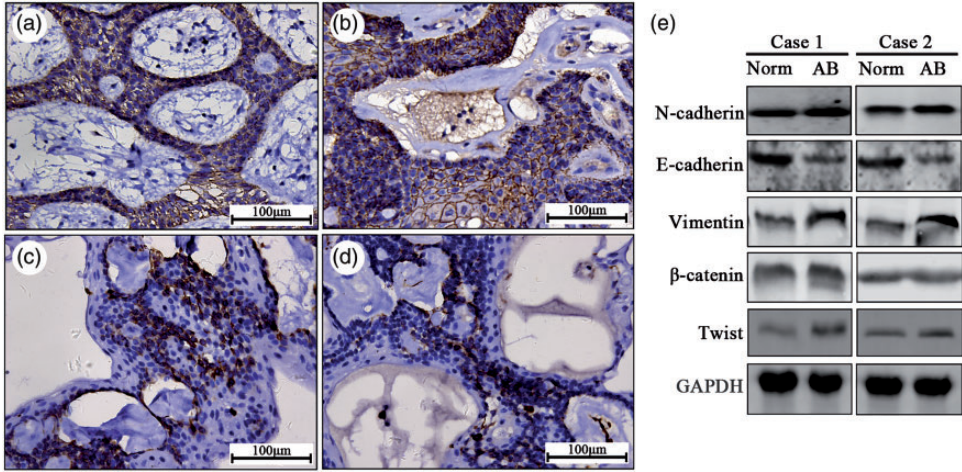 (a)
(b)
(e)
Case 1 Case 2
Norm AB Norm AB
N-cadherin
E-cadherin
100μm
100μm
Vimentin
(c)
(d)
β-catenin
Twist
GAPDH
100μm
100μm